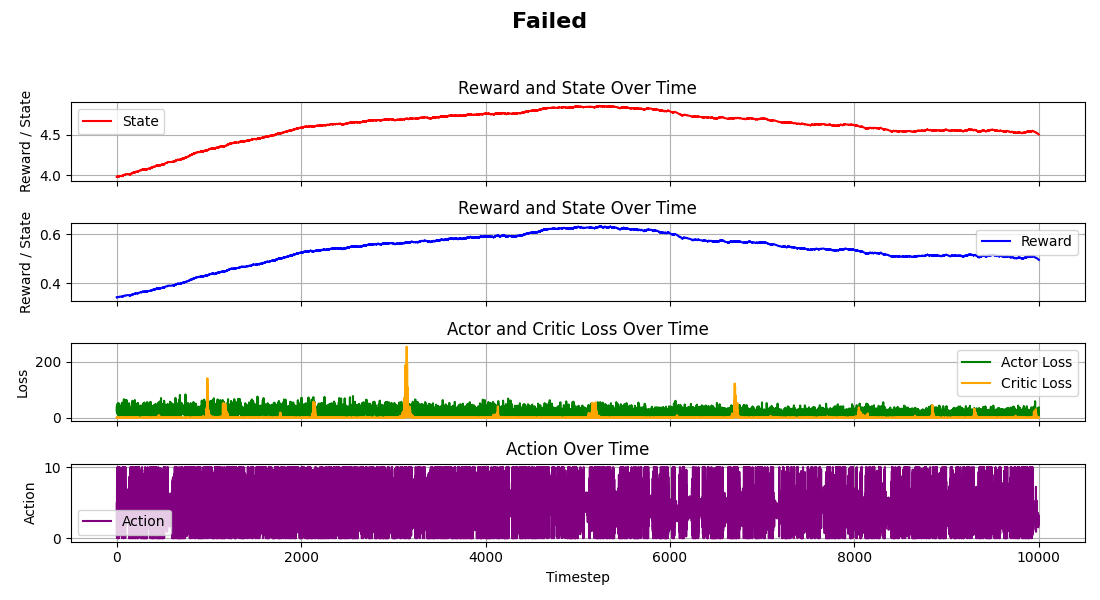 Failed
Reward and State Over Time
Reward / State
4.5
4.0
State
Reward and State Over Time
Reward / State
0.6
0.4
Reward
Actor and Critic Loss Over Time
Loss
200
0
Actor Loss
Critic Loss
Action Over Time
Action
10
0
Action
0 2000 4000 6000 8000 10000
Timestep